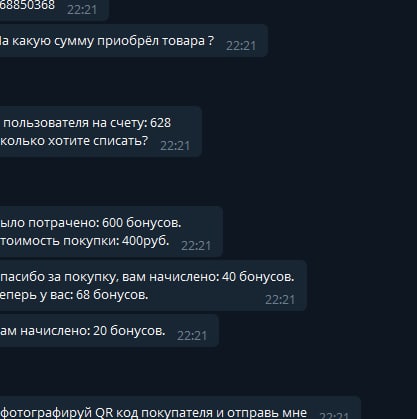 68850368 22:21
а какую сумму приобрёл товара ? 22:21
пользователя на счету: 628
колько хотите списать? 22:21
ыло потрачено: 600 бонусов.
тоимость покупки: 400руб. 22:21
пасибо за покупку, вам начислено: 40 бонусов.
еперь у вас: 68 бонусов. 22:21
ам начислено: 20 бонусов. 22:21
фотографируй QR код покупателя и отправь мне 22:21